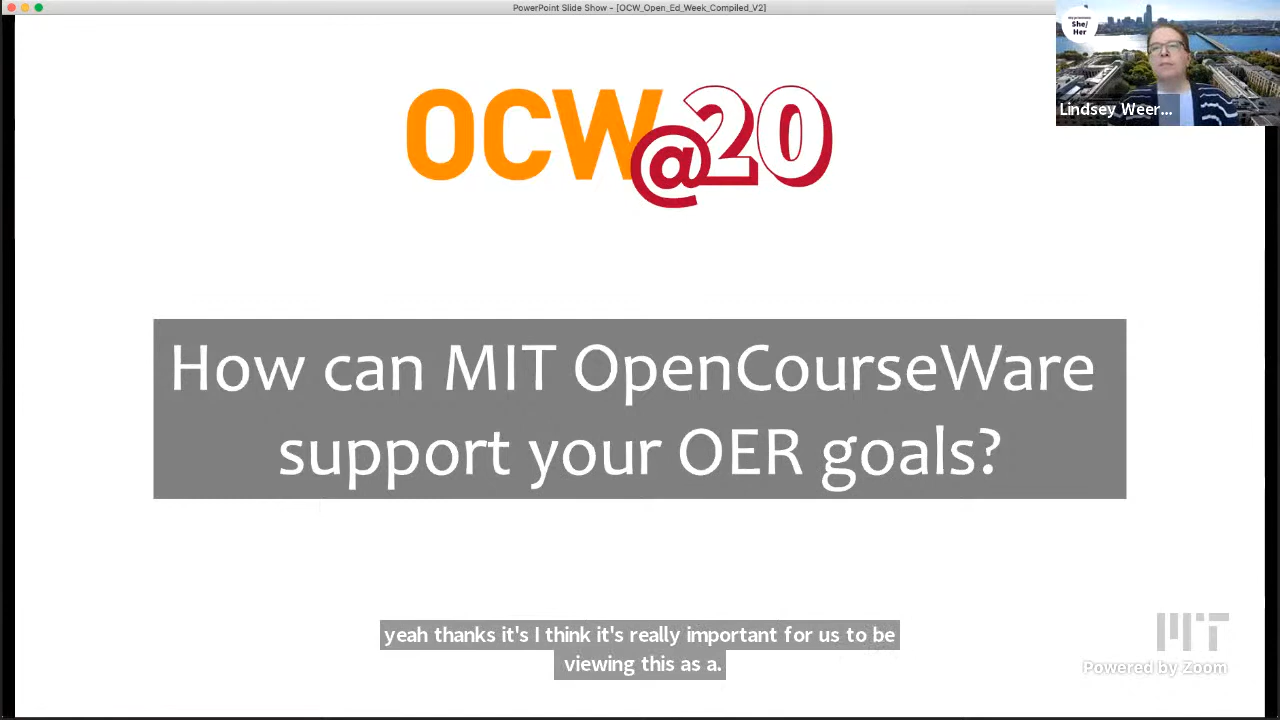 PowerPoint Slide Show - [OCW_Open_Ed_Week_Compiled_V2]
She/
Her
Lindsey Weer...
OCW@20
How can MIT OpenCourseWare
support your OER goals?
yeah thanks it's I think it's really important for us to be
viewing this as a.
MIT
Powered by Zoom